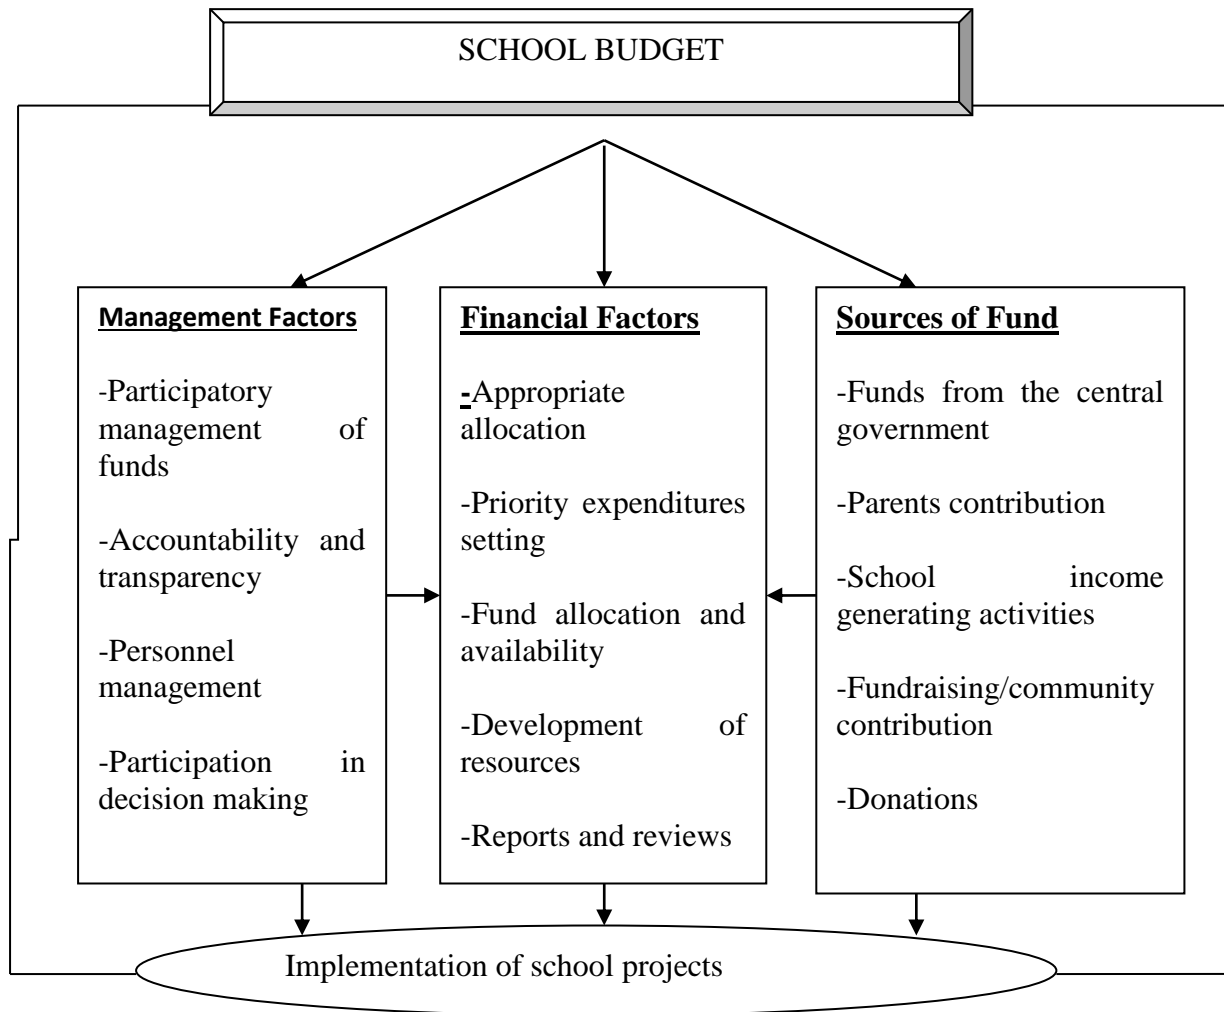 SCHOOL BUDGET
Management Factors
-Participatory
management of
funds
-Accountability and
transparency
-Personnel
management
-Participation in
decision making
Financial Factors
-Appropriate
allocation
-Priority expenditures
setting
-Fund allocation and
availability
-Development of
resources
-Reports and reviews
Sources of Fund
-Funds from the central
government
-Parents contribution
-School income
generating activities
-Fundraising/community
contribution
-Donations
Implementation of school projects